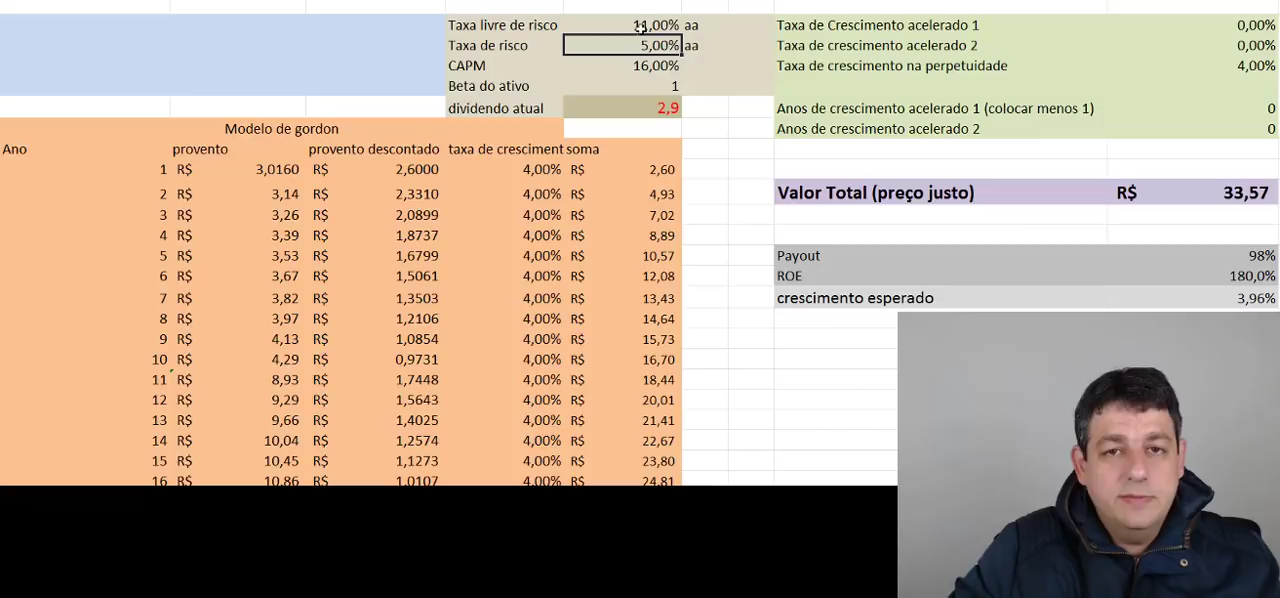 Taxa livre de risco 11,00% aa
Taxa de risco 5,00% aa
CAPM 16,00%
Beta do ativo 1
dividendo atual 2,9
Taxa de Crescimento acelerado 1 0,00%
Taxa de crescimento acelerado 2 0,00%
Taxa de crescimento na perpetuidade 4,00%
Anos de crescimento acelerado 1 (colocar menos 1) 0
Anos de crescimento acelerado 2 0
Modelo de gordon
Ano provento provento descontado taxa de cresciment soma
1 R$ 3,0160 R$ 2,6000 4,00% R$ 2,60
2 R$ 3,14 R$ 2,3310 4,00% R$ 4,93
3 R$ 3,26 R$ 2,0899 4,00% R$ 7,02
4 R$ 3,39 R$ 1,8737 4,00% R$ 8,89
5 R$ 3,53 R$ 1,6799 4,00% R$ 10,57
6 R$ 3,67 R$ 1,5061 4,00% R$ 12,08
7 R$ 3,82 R$ 1,3503 4,00% R$ 13,43
8 R$ 3,97 R$ 1,2106 4,00% R$ 14,64
9 R$ 4,13 R$ 1,0854 4,00% R$ 15,73
10 R$ 4,29 R$ 0,9731 4,00% R$ 16,70
11 R$ 8,93 R$ 1,7448 4,00% R$ 18,44
12 R$ 9,29 R$ 1,5643 4,00% R$ 20,01
13 R$ 9,66 R$ 1,4025 4,00% R$ 21,41
14 R$ 10,04 R$ 1,2574 4,00% R$ 22,67
15 R$ 10,45 R$ 1,1273 4,00% R$ 23,80
16 R$ 10,86 R$ 1,0107 4,00% R$ 24,81
Valor Total (preço justo) R$ 33,57
Payout 98%
ROE 180,0%
crescimento esperado 3,96%